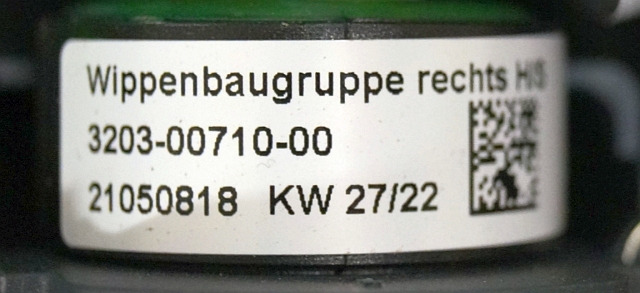 Wippenbaugruppe rechts H/S
3203-00710-00
21050818 KW 27/22